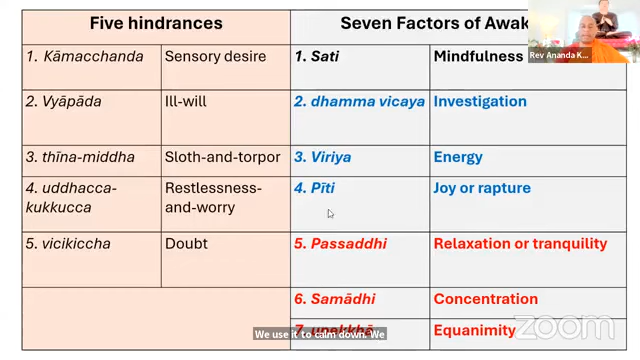 Five hindrances
Seven Factors of Awak
1. Kāmacchanda
Sensory desire
1. Sati
Mindfulness
2. Vyāpāda
Ill-will
2. dhamma vicaya
Investigation
3. thīna-middha
Sloth-and-torpor
3. Viriya
Energy
4. uddhacca-
kukkucca
Restlessness-
and-worry
4. Pīti
Joy or rapture
5. vicikiccha
Doubt
5. Passaddhi
Relaxation or tranquility
6. Samādhi
Concentration
7. upekkhā
Equanimity
Rev Ananda K...
We use it to calm down. We
zoom